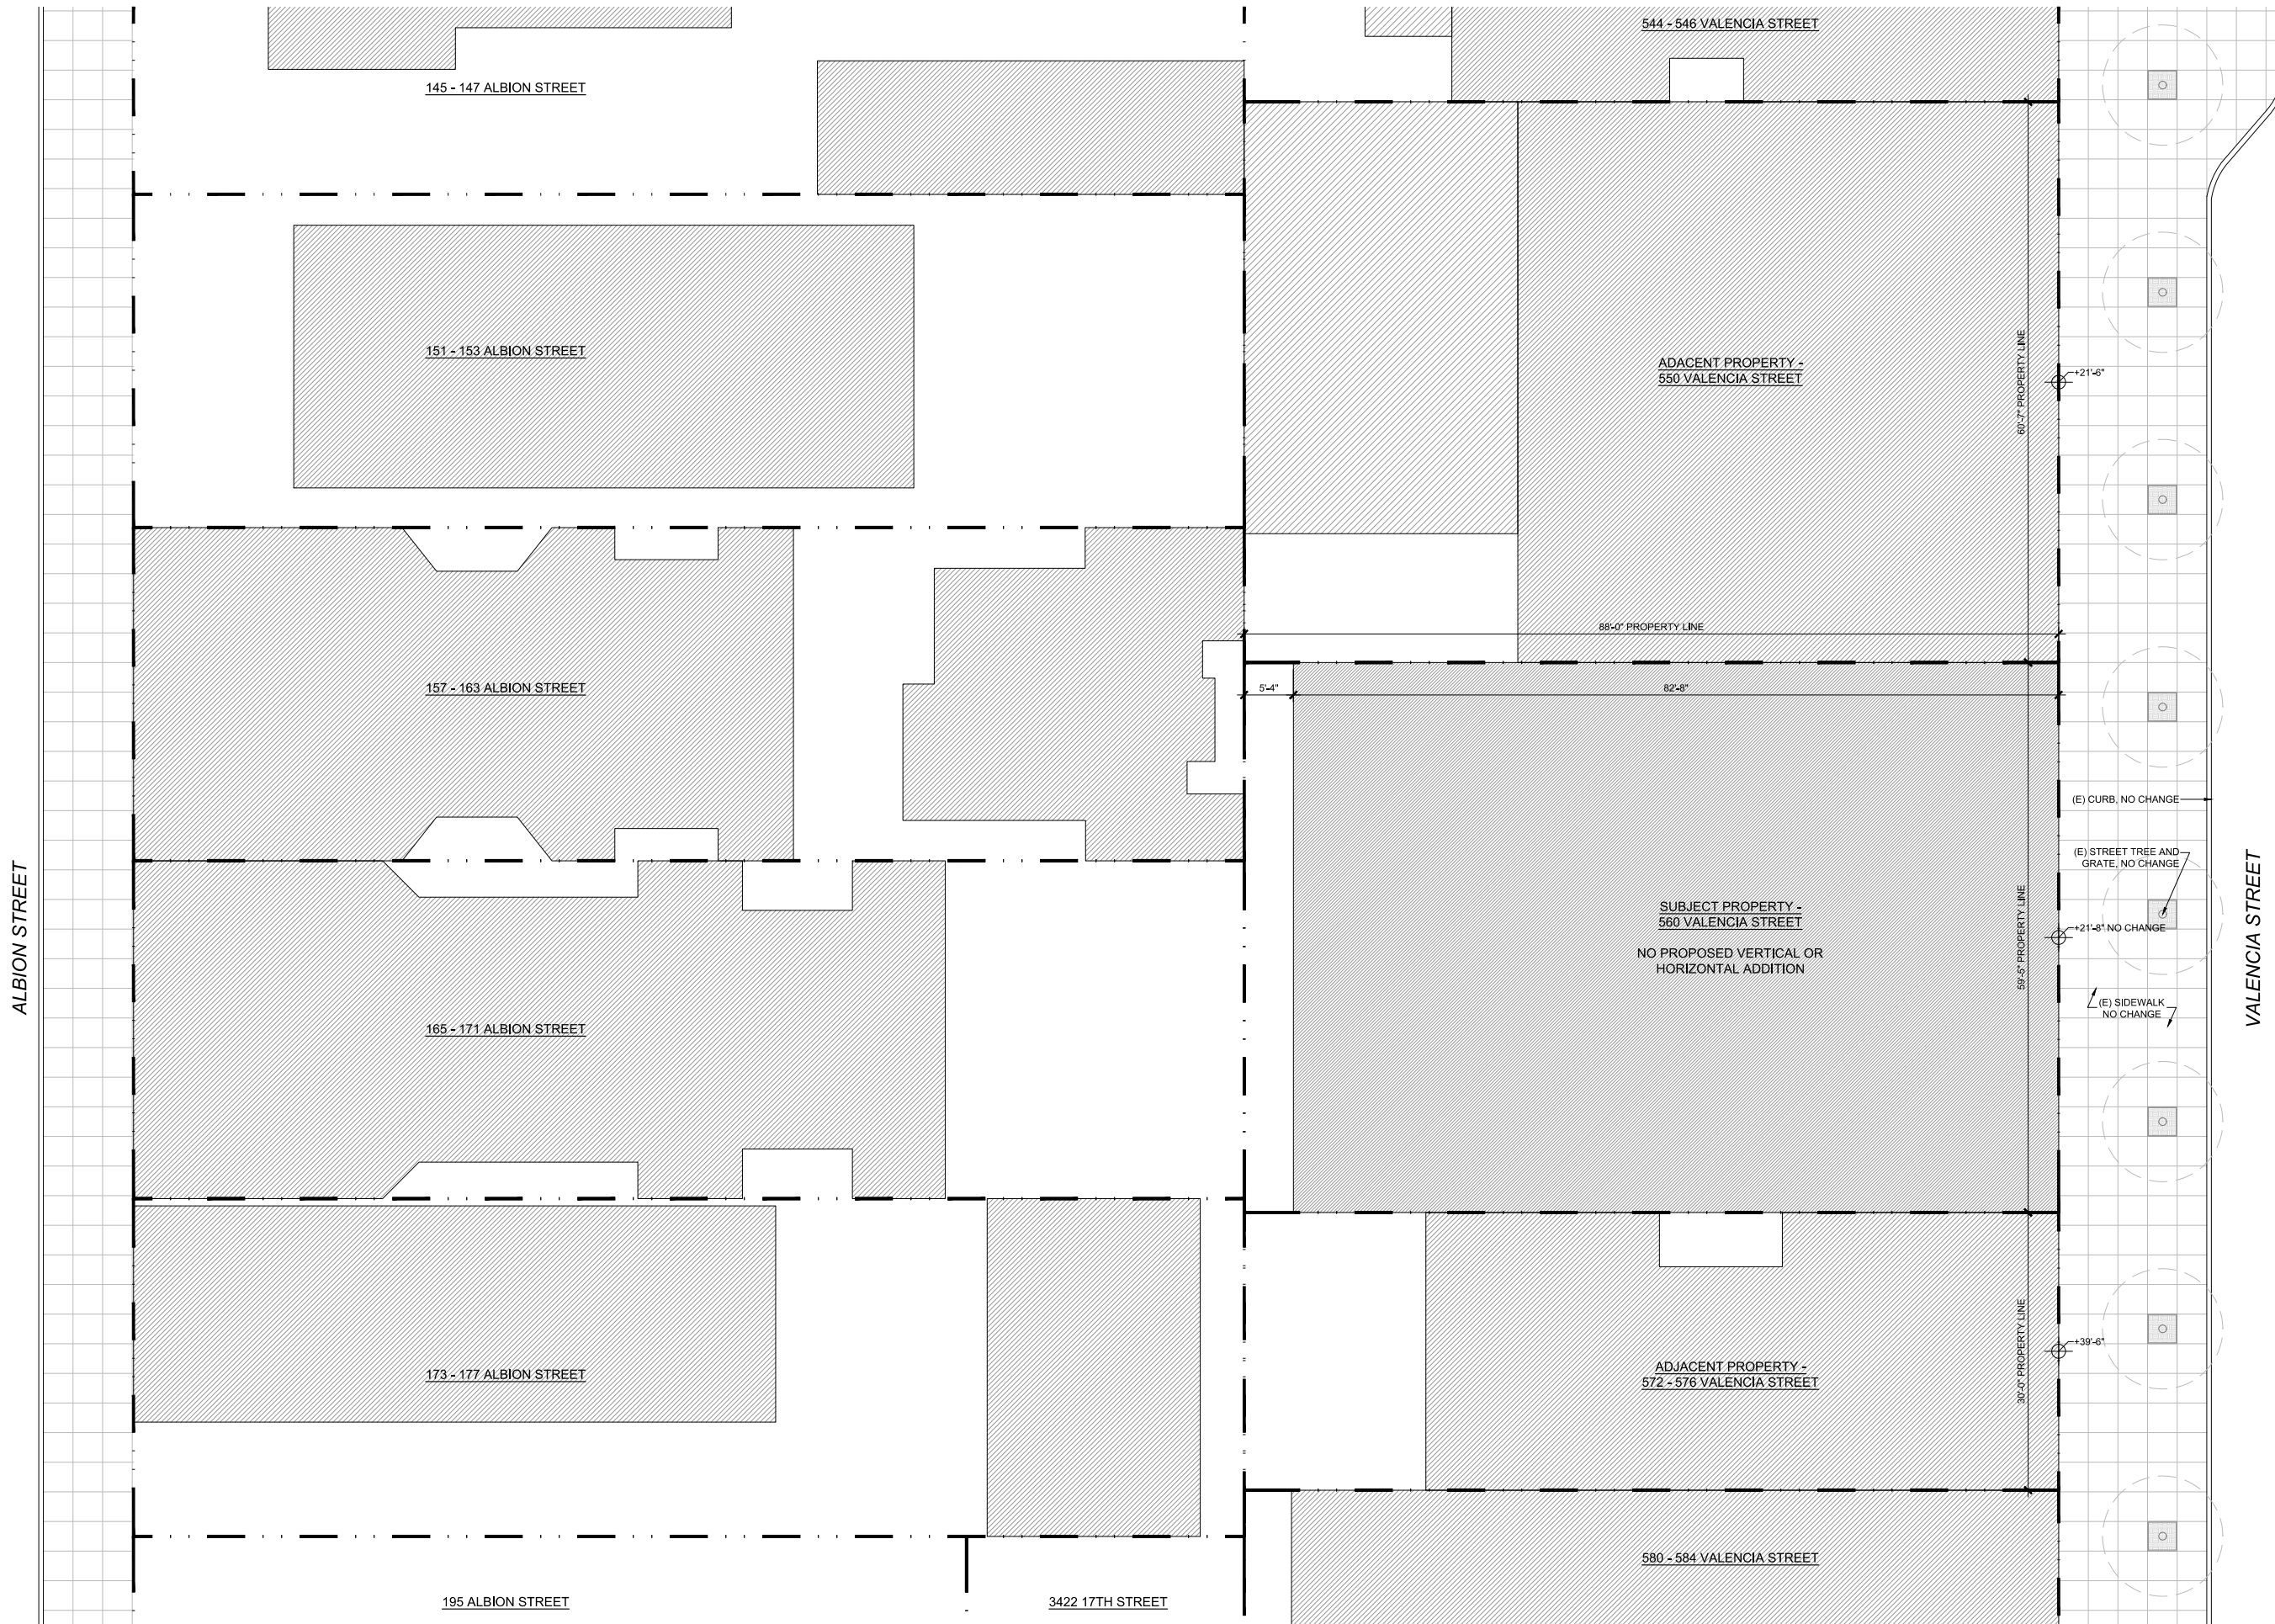 544 - 546 VALENCIA STREET
145 - 147 ALBION STREET
151 - 153 ALBION STREET
ADACENT PROPERTY -
550 VALENCIA STREET
60'-7" PROPERTY LINE
+21'-6"
88'-0" PROPERTY LINE
157 - 163 ALBION STREET
5'-4"
82'-8"
(E) CURB, NO CHANGE
(E) STREET TREE AND
GRATE, NO CHANGE
ALBION STREET
VALENCIA STREET
SUBJECT PROPERTY -
560 VALENCIA STREET
NO PROPOSED VERTICAL OR
HORIZONTAL ADDITION
59'-5" PROPERTY LINE
+21'-8" NO CHANGE
(E) SIDEWALK
NO CHANGE
165 - 171 ALBION STREET
173 - 177 ALBION STREET
ADJACENT PROPERTY -
572 - 576 VALENCIA STREET
30'-0" PROPERTY LINE
+39'-6"
580 - 584 VALENCIA STREET
195 ALBION STREET
3422 17TH STREET